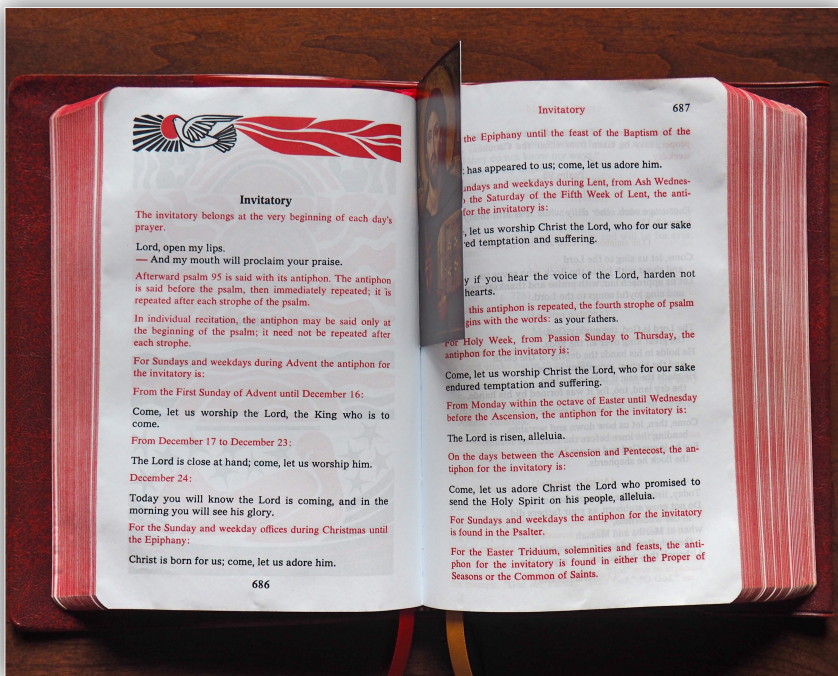 Invitatory
The invitatory belongs at the very beginning of each day's
prayer.
Lord, open my lips.
— And my mouth will proclaim your praise.
Afterward psalm 95 is said with its antiphon. The antiphon
is said before the psalm, then immediately repeated; it is
repeated after each strophe of the psalm.
In individual recitation, the antiphon may be said only at
the beginning of the psalm; it need not be repeated after
each strophe.
For Sundays and weekdays during Advent the antiphon for
the invitatory is:
From the First Sunday of Advent until December 16:
Come, let us worship the Lord, the King who is to
come.
From December 17 to December 23:
The Lord is close at hand; come, let us worship him.
December 24:
Today you will know the Lord is coming, and in the
morning you will see his glory.
For the Sunday and weekday offices during Christmas until
the Epiphany:
Christ is born for us; come, let us adore him.
686
Invitatory 687
the Epiphany until the feast of the Baptism of the
has appeared to us; come, let us adore him.
undays and weekdays during Lent, from Ash Wednes-
the Saturday of the Fifth Week of Lent, the anti-
for the invitatory is:
, let us worship Christ the Lord, who for our sake
red temptation and suffering.
y if you hear the voice of the Lord, harden not
hearts.
this antiphon is repeated, the fourth strophe of psalm
gins with the words: as your fathers.
For Holy Week, from Passion Sunday to Thursday, the
antiphon for the invitatory is:
Come, let us worship Christ the Lord, who for our sake
endured temptation and suffering.
From Monday within the octave of Easter until Wednesday
before the Ascension, the antiphon for the invitatory is:
The Lord is risen, alleluia.
On the days between the Ascension and Pentecost, the an-
tiphon for the invitatory is:
Come, let us adore Christ the Lord who promised to
send the Holy Spirit on his people, alleluia.
For Sundays and weekdays the antiphon for the invitatory
is found in the Psalter.
For the Easter Triduum, solemnities and feasts, the anti-
phon for the invitatory is found in either the Proper of
Seasons or the Common of Saints.